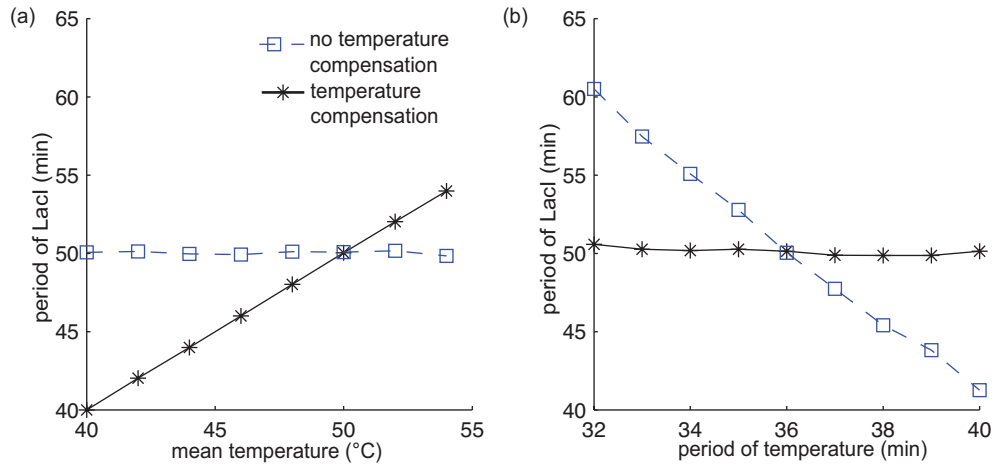 (a)
65
60
55
50
45
40
period of LacI (min)
no temperature
compensation
temperature
compensation
40
45
50
55
mean temperature (°C)
(b)
65
60
55
50
45
40
period of LacI (min)
32
34
36
38
40
period of temperature (min)